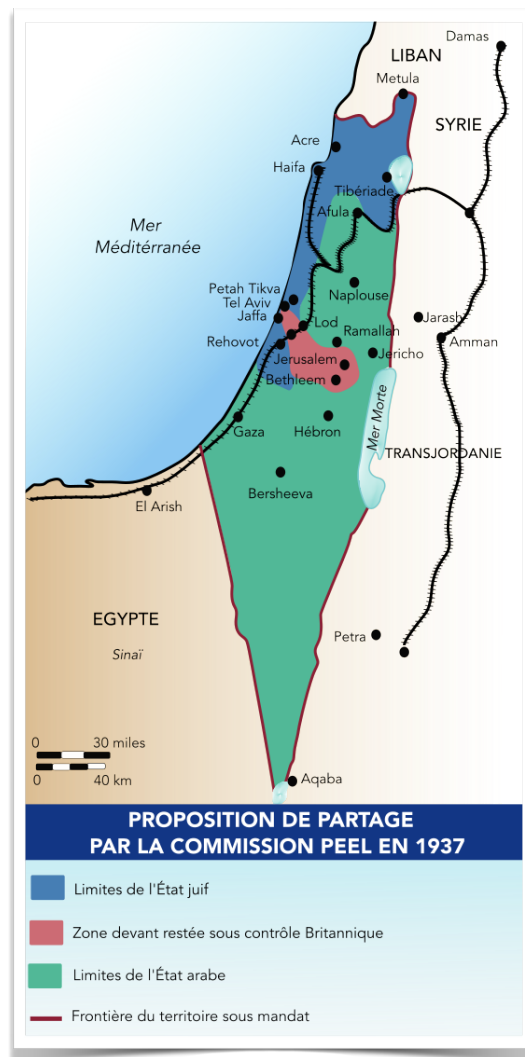 Damas
LIBAN
Metula
SYRIE
Acre
Haifa
Tibériade
Afula
Mer
Méditérranée
Naplouse
Petah Tikva
Tel Aviv
Jaffa
Lod
Jarash
Ramallah
Rehovot
Amman
Jericho
Jerusalem
Bethleem
Mer Morte
Gaza
Hébron
TRANSJORDANIE
Bersheeva
El Arish
EGYPTE
Sinaï
Petra
0 30 miles
0 40 km
Aqaba
PROPOSITION DE PARTAGE
PAR LA COMMISSION PEEL EN 1937
Limites de l'État juif
Zone devant restée sous contrôle Britannique
Limites de l'État arabe
Frontière du territoire sous mandat